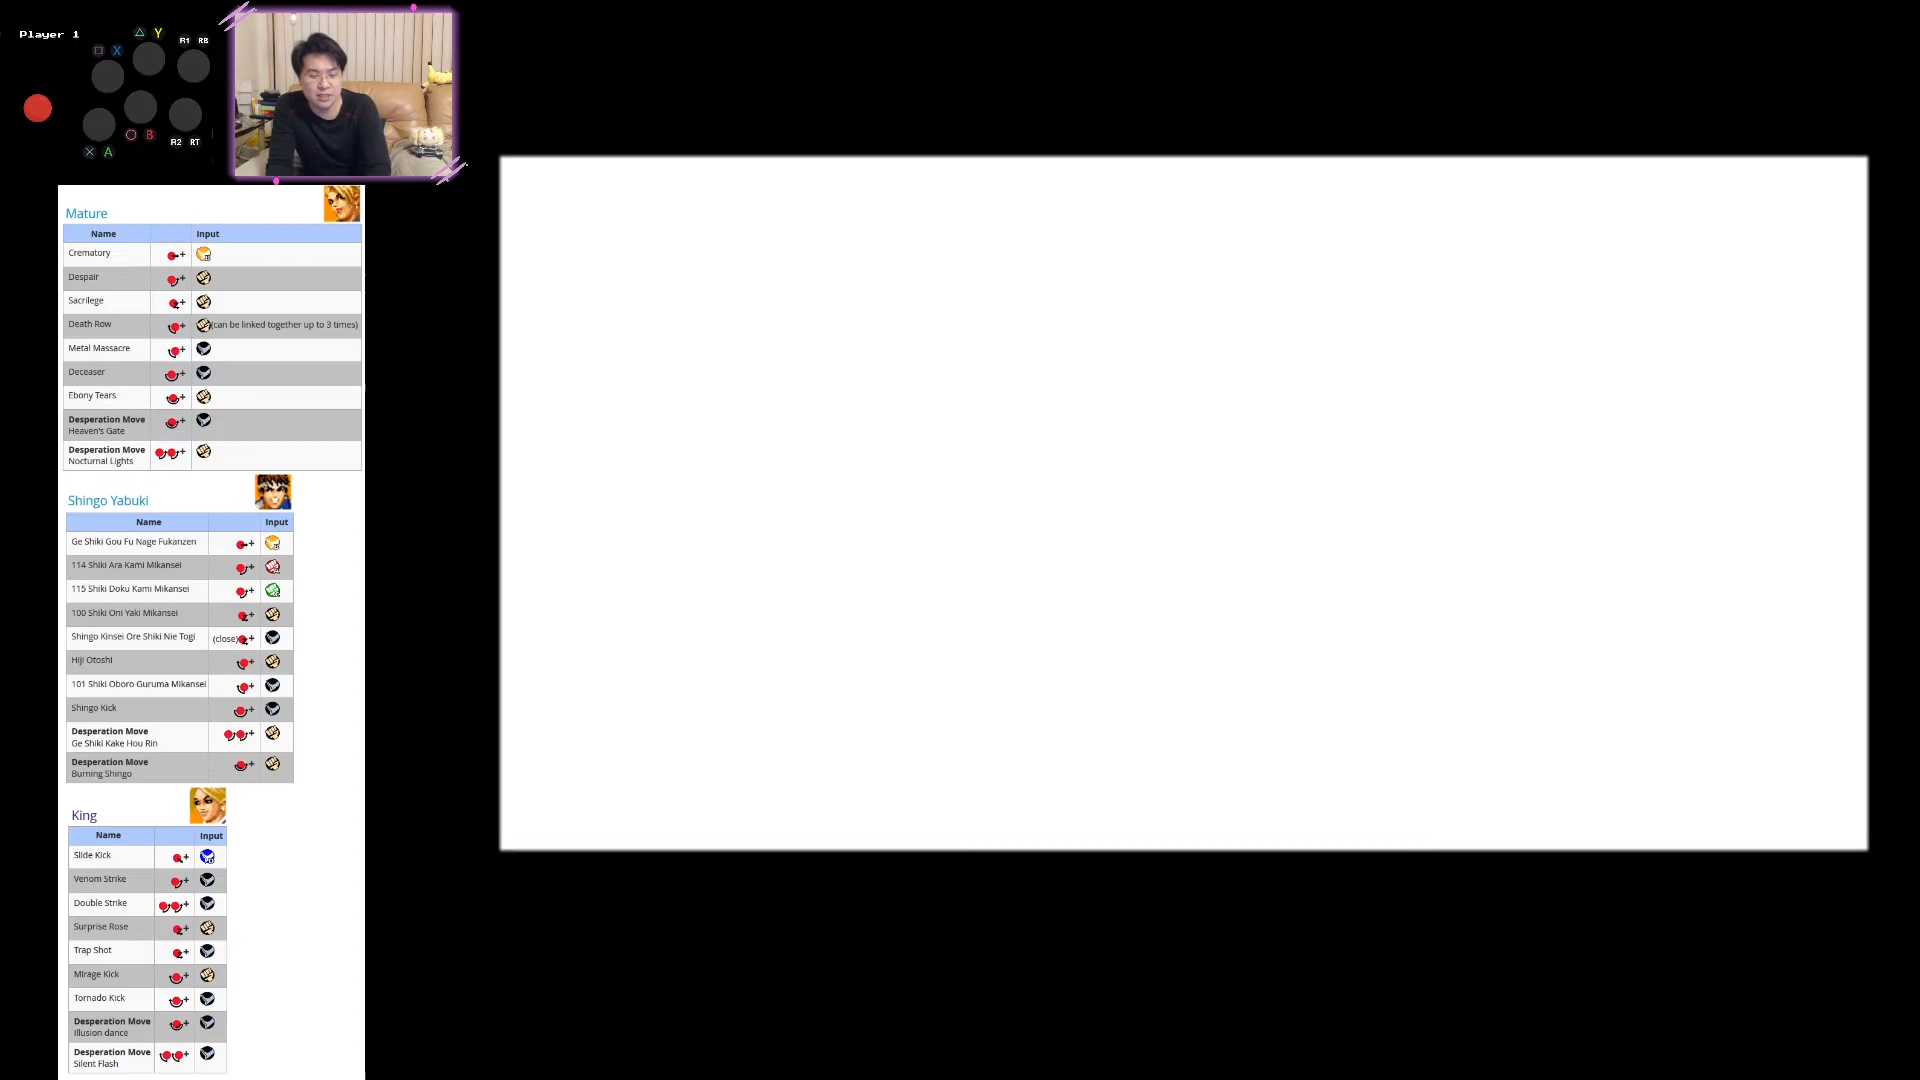 Player 1
Y
X
R1 RB
B
R2 RT
A
Mature
Name Input
Crematory +
Despair +
Sacrilege +
Death Row + (can be linked together up to 3 times)
Metal Massacre +
Deceaser +
Ebony Tears +
Desperation Move
Heaven's Gate +
Desperation Move
Nocturnal Lights +
Shingo Yabuki
Name Input
Ge Shiki Gou Fu Nage Fukanzen +
114 Shiki Ara Kami Mikansei +
115 Shiki Doku Kami Mikansei +
100 Shiki Oni Yaki Mikansei +
Shingo Kinsei Ore Shiki Nie Togi (close) +
Hiji Otoshi +
101 Shiki Oboro Guruma Mikansei +
Shingo Kick +
Desperation Move
Ge Shiki Kake Hou Rin +
Desperation Move
Burning Shingo +
King
Name Input
Slide Kick +
Venom Strike +
Double Strike +
Surprise Rose +
Trap Shot +
Mirage Kick +
Tornado Kick +
Desperation Move
Illusion dance +
Desperation Move
Silent Flash +